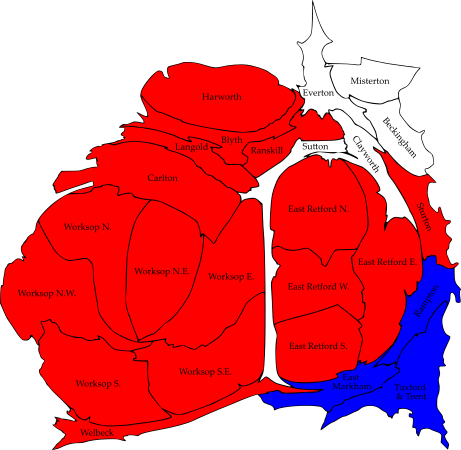 Misterton
Everton
Harworth
Beckingham
Blyth
Langold
Ranskill
Sutton
Clayworth
Carlton
Sturton
East Retford N.
Worksop N.
Worksop N.E.
Worksop E.
East Retford E.
East Retford W.
Worksop N.W.
Rampton
East Retford S.
Worksop S.E.
East
Markham
Worksop S.
Tuxford
& Trent
Welbeck